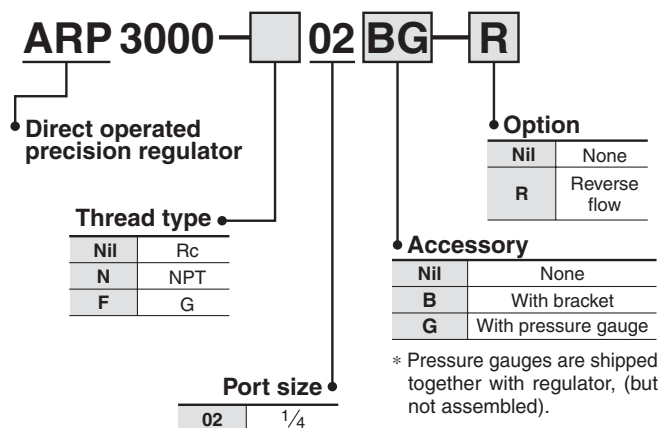 ARP 3000— 02 BG—R
Direct operated
precision regulator
Option
Nil None
R Reverse
flow
Thread type
Nil Rc
N NPT
F G
Accessory
Nil None
B With bracket
G With pressure gauge
* Pressure gauges are shipped
together with regulator, (but
not assembled).
Port size
02 1/4